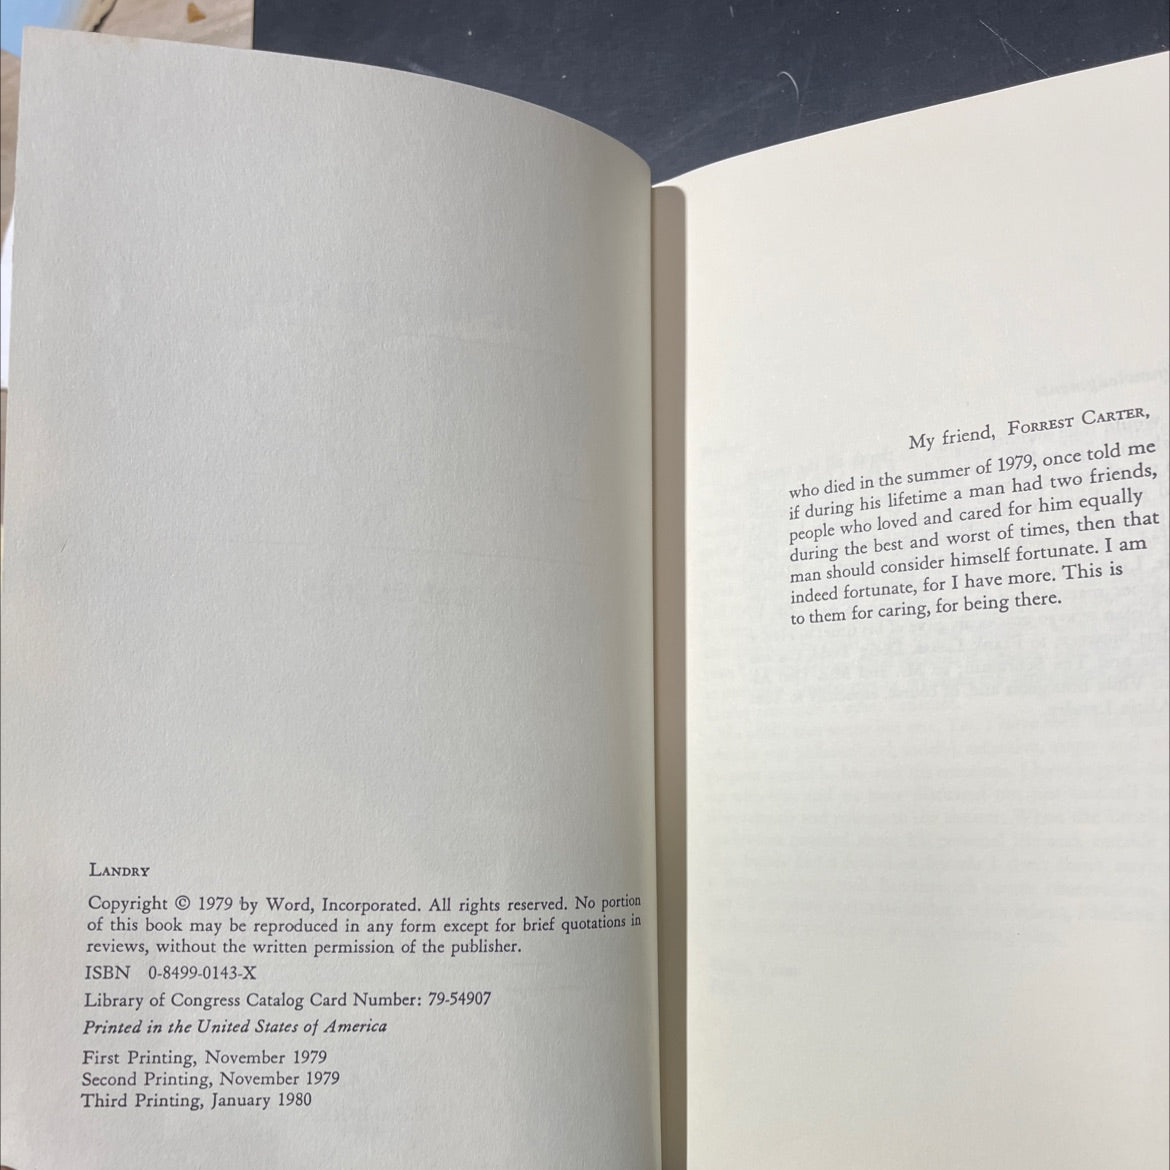 LANDRY
Copyright © 1979 by Word, Incorporated. All rights reserved. No portion
of this book may be reproduced in any form except for brief quotations in
reviews, without the written permission of the publisher.
ISBN 0-8499-0143-X
Library of Congress Catalog Card Number: 79-54907
Printed in the United States of America
First Printing, November 1979
Second Printing, November 1979
Third Printing, January 1980
My friend, FORREST CARTER,
who died in the summer of 1979, once told me
if during his lifetime a man had two friends,
people who loved and cared for him equally
during the best and worst of times, then that
man should consider himself fortunate. I am
indeed fortunate, for I have more. This is
to them for caring, for being there.